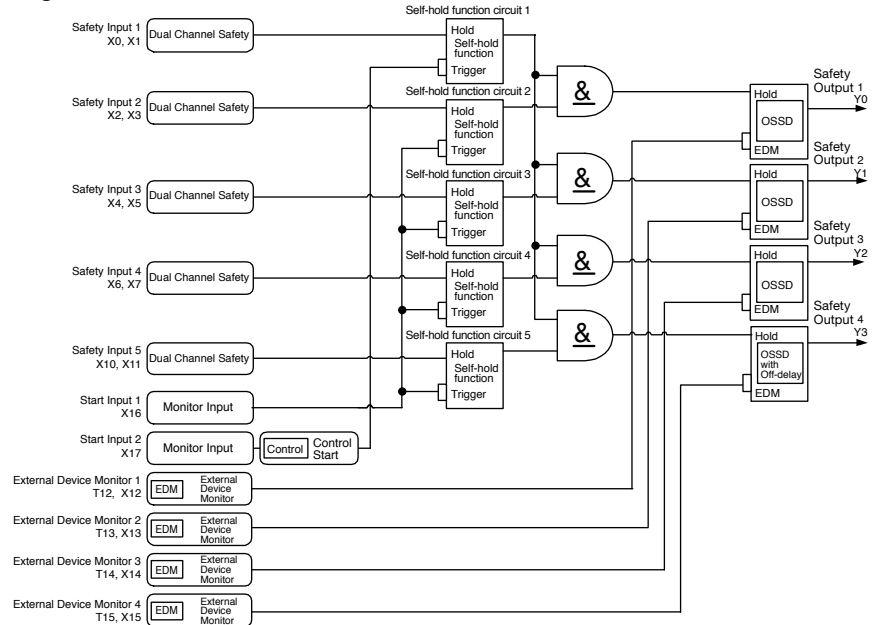 Self-hold function circuit 1
Safety Input 1
X0, X1
Dual Channel Safety
Hold
Self-hold
function
Trigger
Self-hold function circuit 2
Safety Input 2
X2, X3
Dual Channel Safety
Hold
Self-hold
function
Trigger
Self-hold function circuit 3
Safety Input 3
X4, X5
Dual Channel Safety
Hold
Self-hold
function
Trigger
Self-hold function circuit 4
Safety Input 4
X6, X7
Dual Channel Safety
Hold
Self-hold
function
Trigger
Self-hold function circuit 5
Safety Input 5
X10, X11
Dual Channel Safety
Hold
Self-hold
function
Trigger
&
&
&
&
Safety
Output 1
Y0
Hold
OSSD
EDM
Safety
Output 2
Y1
Hold
OSSD
EDM
Safety
Output 3
Y2
Hold
OSSD
EDM
Safety
Output 4
Y3
Hold
OSSD
with
Off-delay
EDM
Start Input 1
X16
Monitor Input
Start Input 2
X17
Monitor Input
Control
Control
Start
External Device Monitor 1
T12, X12
EDM
External
Device
Monitor
External Device Monitor 2
T13, X13
EDM
External
Device
Monitor
External Device Monitor 3
T14, X14
EDM
External
Device
Monitor
External Device Monitor 4
T15, X15
EDM
External
Device
Monitor